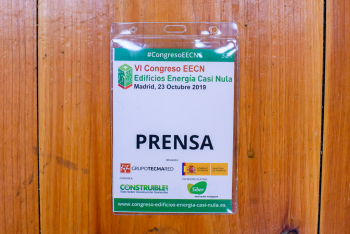 #CongresoEECN
VI Congreso EECN
Edificios Energía Casi Nula
Madrid, 23 Octubre 2019
PRENSA
GRUPOTECMARED
CONSTRUIBLE
www.congreso-edificios-energia-casi-nula.es